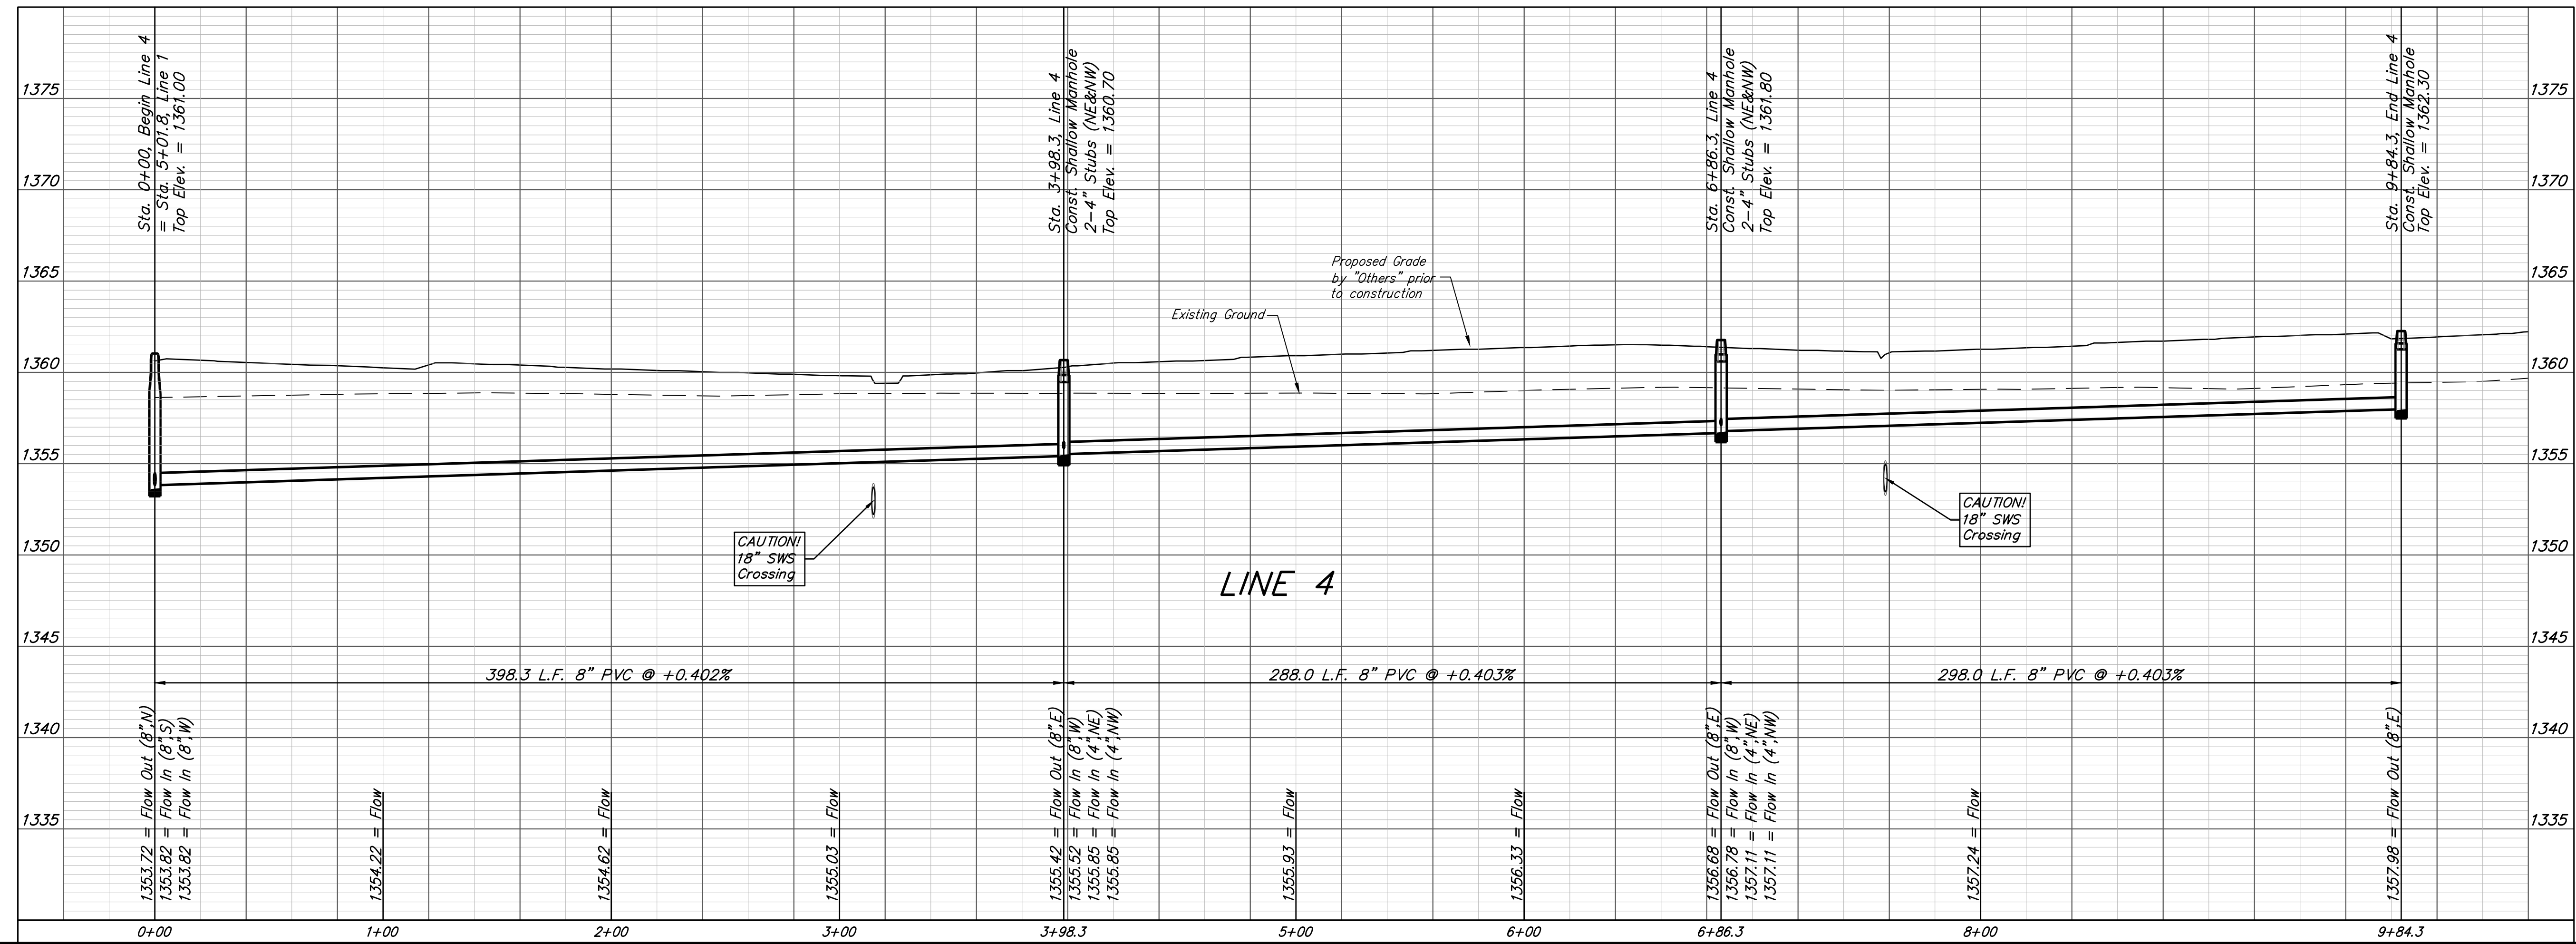 Sta. 0+00, Begin Line 4
= Sta. 5+01.8, Line 1
Top Elev. = 1361.00
Sta. 3+98.3, Line 4
Const. Shallow Manhole
2-4" Stubs (NE&NW)
Top Elev. = 1360.70
Sta. 6+86.3, Line 4
Const. Shallow Manhole
2-4" Stubs (NE&NW)
Top Elev. = 1361.80
Sta. 9+84.3, End Line 4
Const. Shallow Manhole
Top Elev. = 1362.30
1375
1375
1370
1370
1365
1365
1360
1360
1355
1355
1350
1350
1345
1345
1340
1340
1335
1335
Proposed Grade
by "Others" prior
to construction
Existing Ground
CAUTION!
18" SWS
Crossing
CAUTION!
18" SWS
Crossing
LINE 4
398.3 L.F. 8" PVC @ +0.402%
288.0 L.F. 8" PVC @ +0.403%
298.0 L.F. 8" PVC @ +0.403%
1353.72 = Flow Out (8",N)
1353.82 = Flow In (8",S)
1353.82 = Flow In (8",W)
1354.22 = Flow
1354.62 = Flow
1355.03 = Flow
1355.42 = Flow Out (8",E)
1355.52 = Flow In (8",W)
1355.85 = Flow In (4",NE)
1355.85 = Flow In (4",NW)
1355.93 = Flow
1356.33 = Flow
1356.68 = Flow Out (8",E)
1356.78 = Flow In (8",W)
1357.11 = Flow In (4",NE)
1357.11 = Flow In (4",NW)
1357.24 = Flow
1357.98 = Flow Out (8",E)
0+00
1+00
2+00
3+00
3+98.3
5+00
6+00
6+86.3
8+00
9+84.3